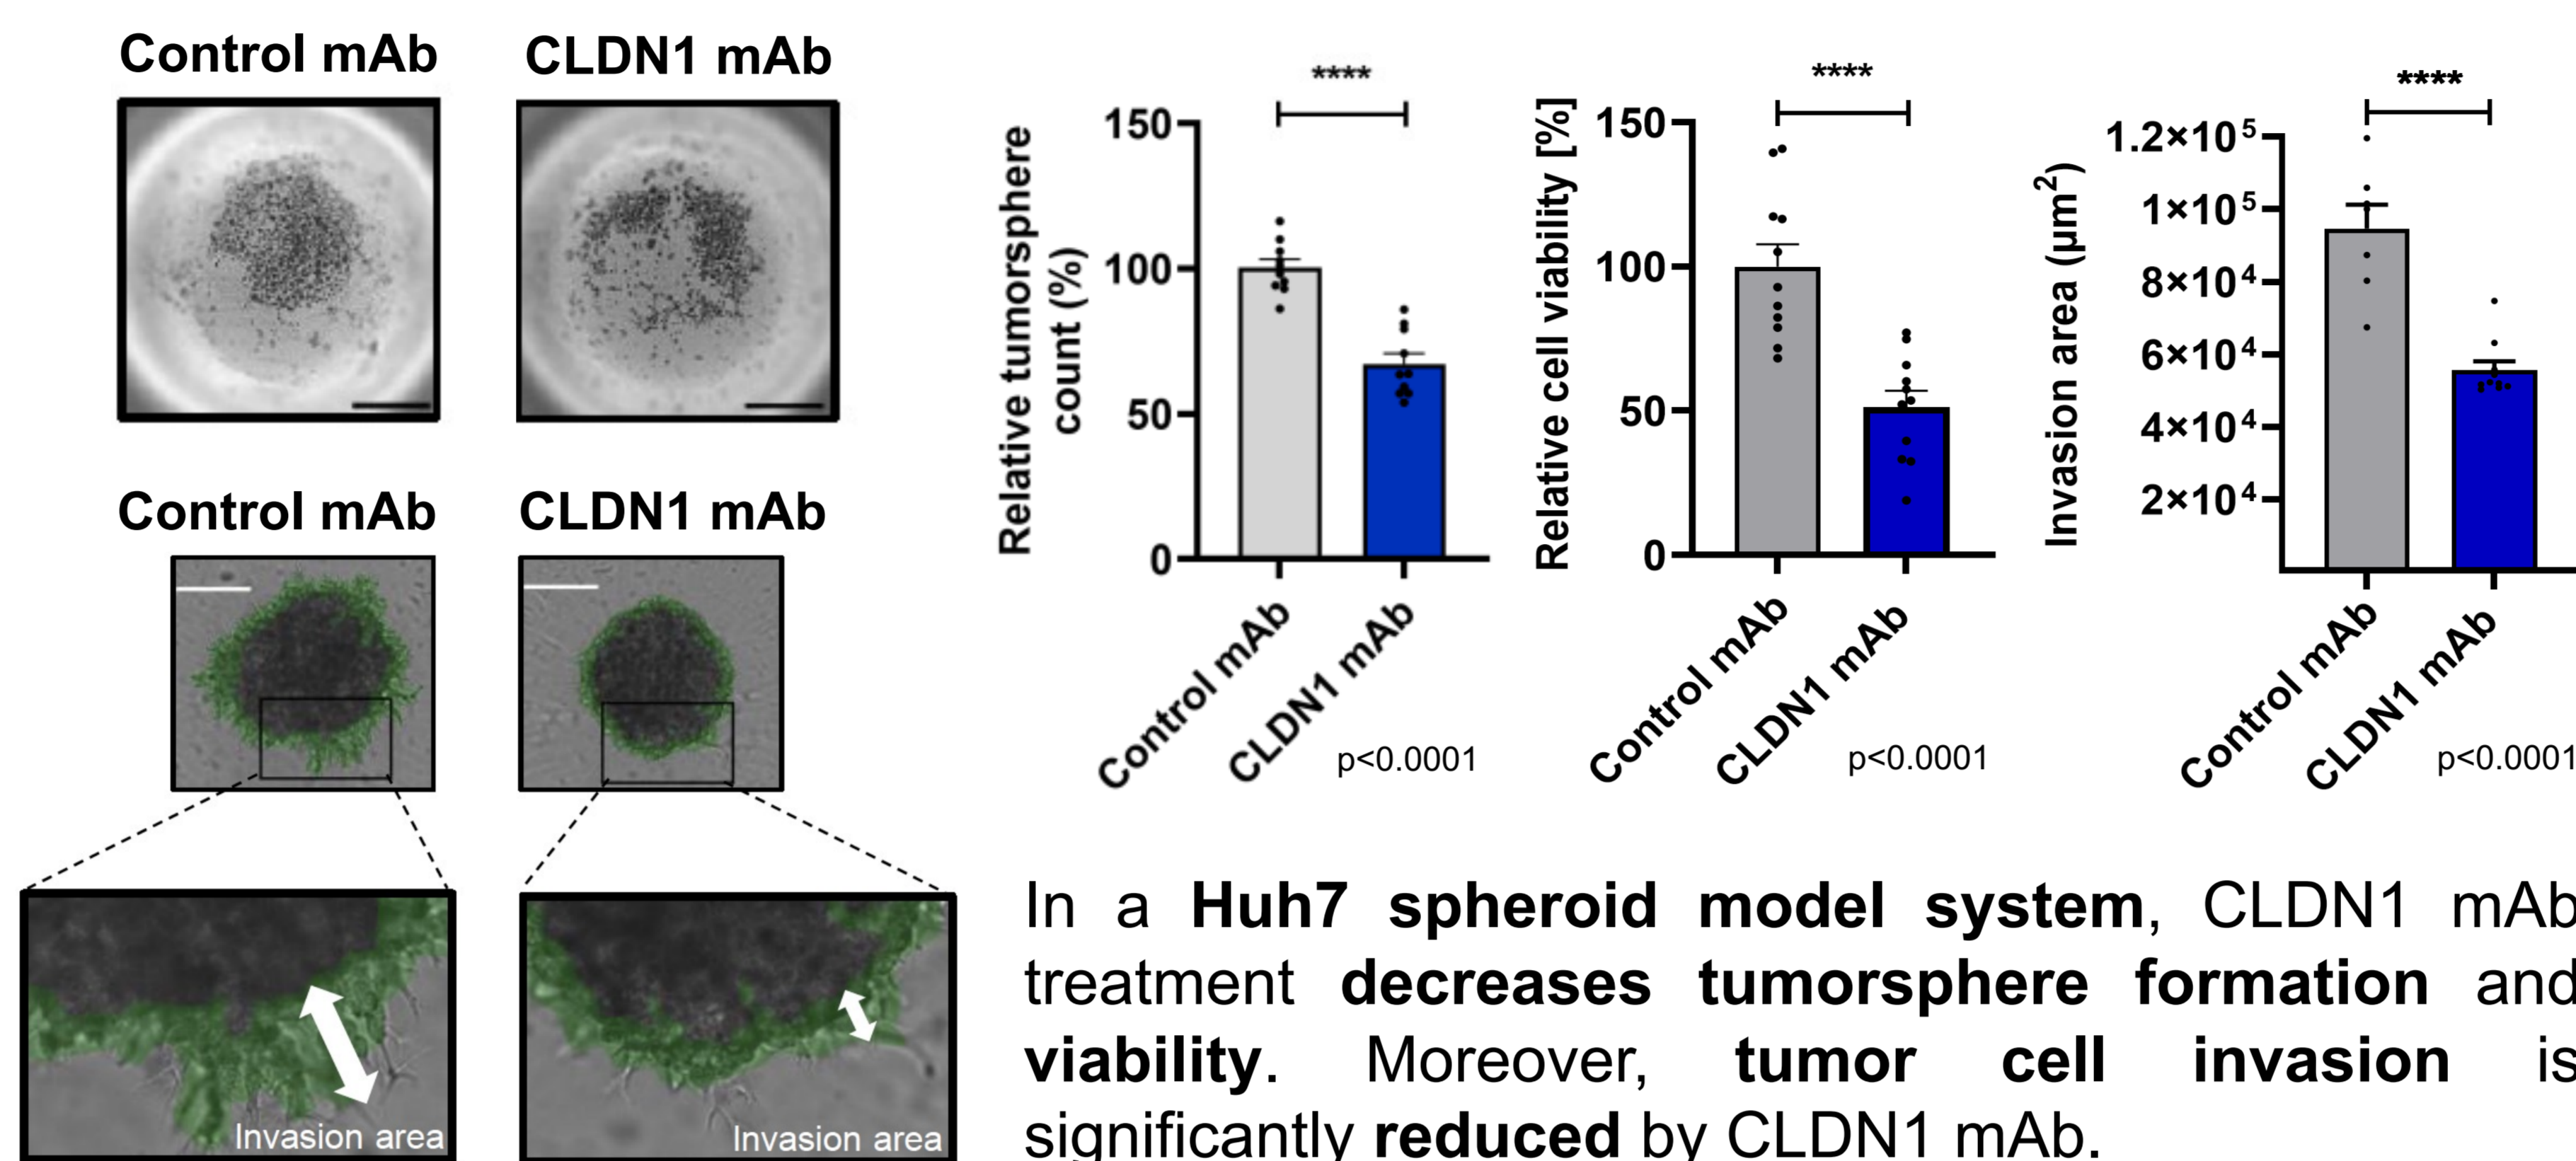 Control mAb
CLDN1 mAb
Control mAb
CLDN1 mAb
Invasion area
Invasion area
Relative tumorsphere
count (%)
150
100
50
0
****
Control mAb
CLDN1 mAb
p<0.0001
Relative cell viability [%]
150
100
50
0
****
Control mAb
CLDN1 mAb
p<0.0001
Invasion area (µm²)
1.2×10⁵
1×10⁵
8×10⁴
6×10⁴
4×10⁴
2×10⁴
****
Control mAb
CLDN1 mAb
p<0.0001
In a Huh7 spheroid model system, CLDN1 mAb
treatment decreases tumorsphere formation and
viability. Moreover, tumor cell invasion is
significantly reduced by CLDN1 mAb.